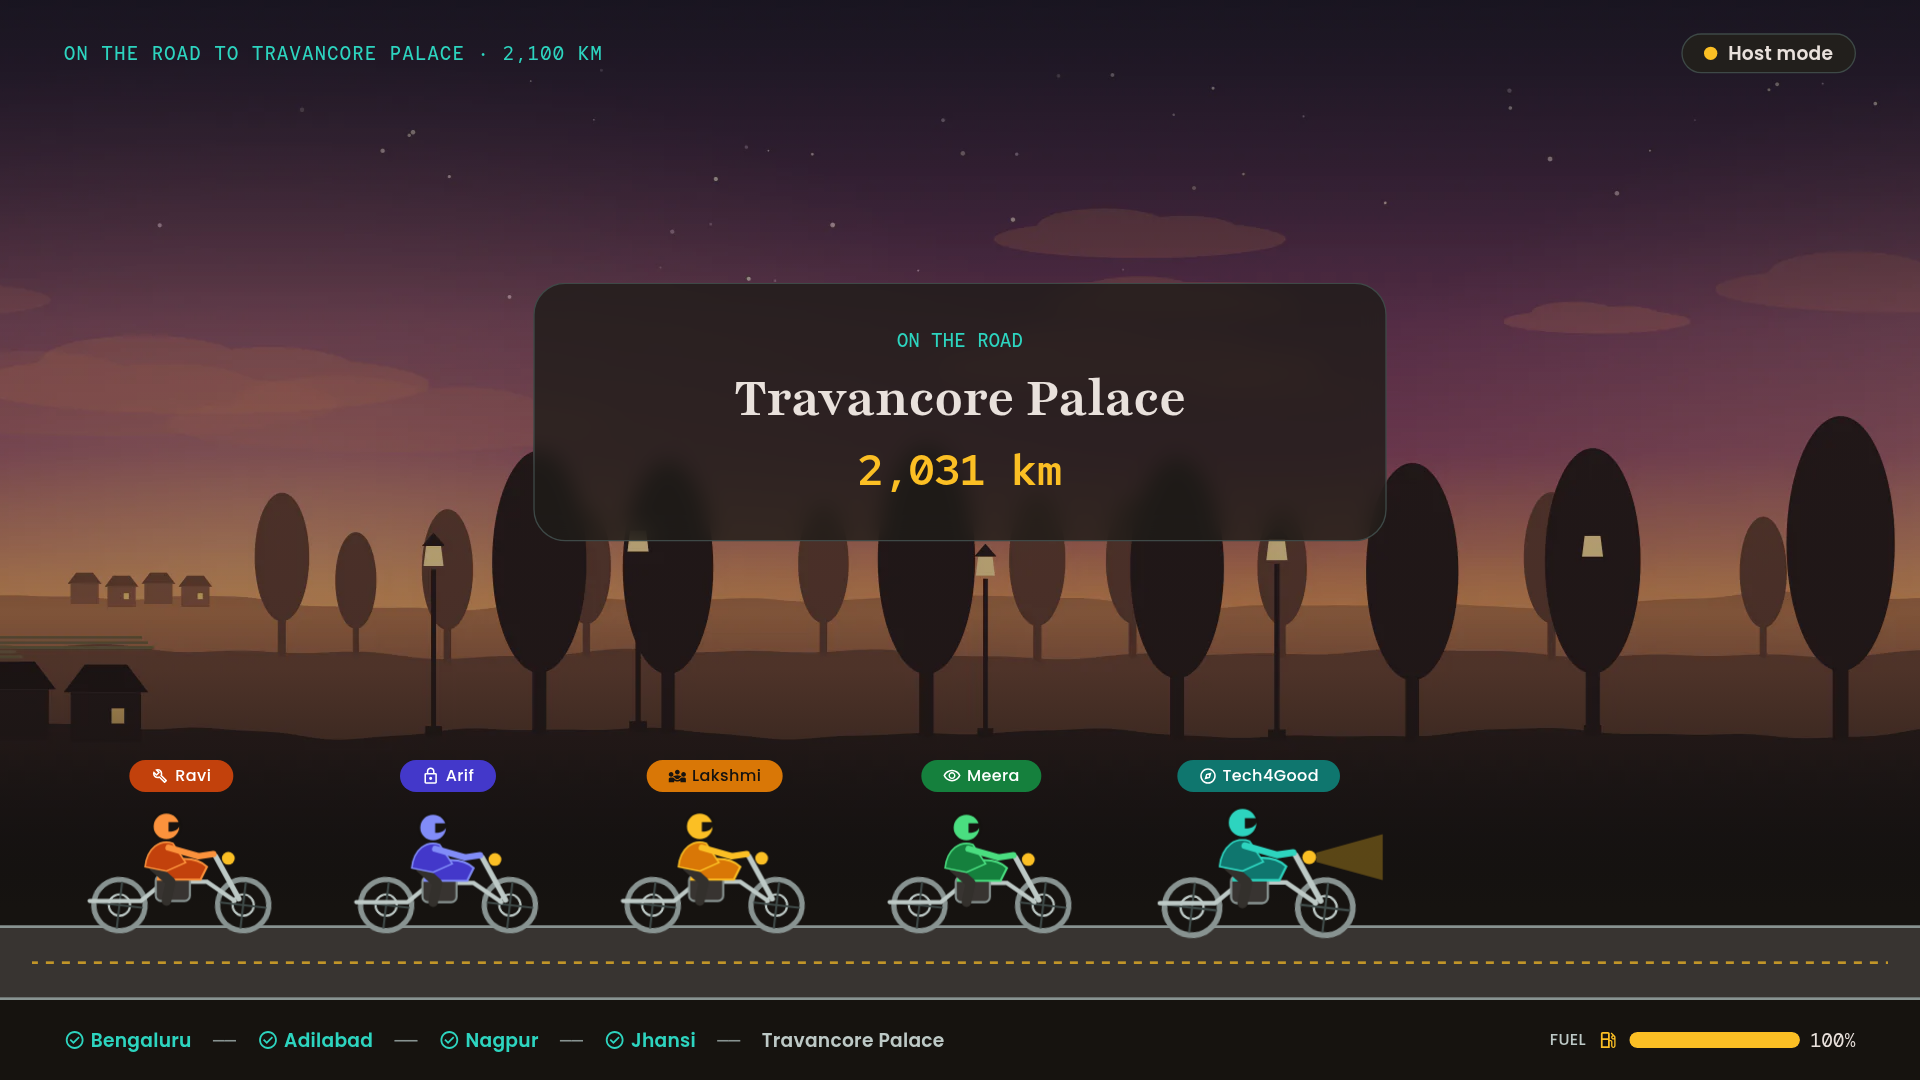 ON THE ROAD TO TRAVANCORE PALACE · 2,100 KM
Host mode
ON THE ROAD
Travancore Palace
2,031 km
Ravi
Arif
Lakshmi
Meera
Tech4Good
Bengaluru — Adilabad — Nagpur — Jhansi — Travancore Palace
FUEL 100%